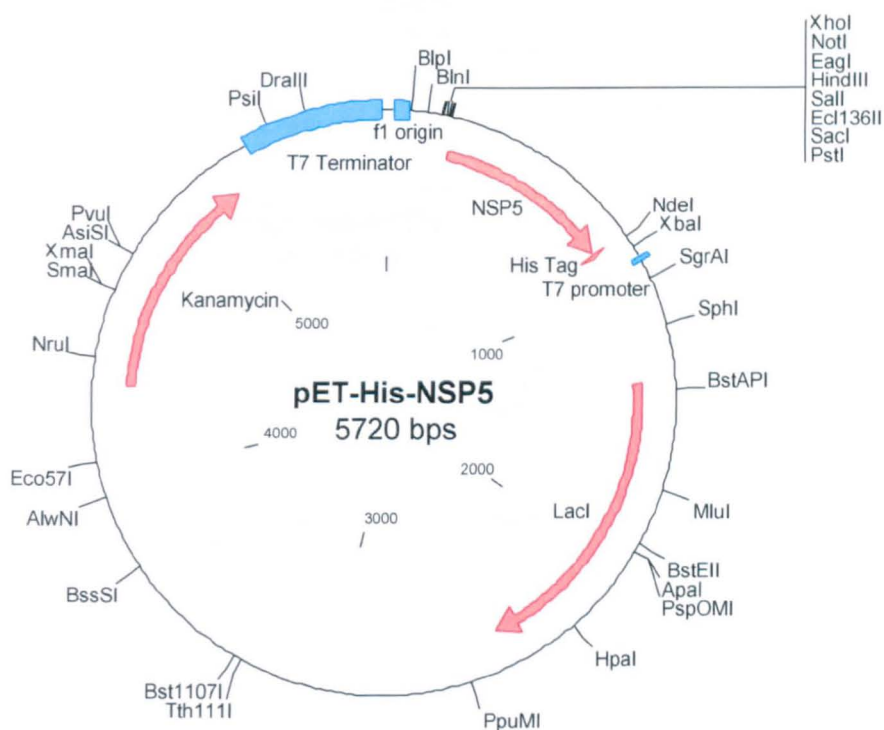 XhoI
NotI
EagI
HindIII
SalI
Ecl136II
SacI
PstI
BlpI
BlnI
DraIII
PsiI
f1 origin
T7 Terminator
NSP5
NdeI
XbaI
His Tag
SgrAI
T7 promoter
PvuI
AsiSI
XmaI
SmaI
Kanamycin
SphI
5000
1000
NruI
BstAPI
pET-His-NSP5
5720 bps
4000
2000
Eco57I
AlwNI
3000
LacI
MluI
BstEII
ApaI
PspOMI
BssSI
HpaI
Bst1107I
Tth111I
PpuMI